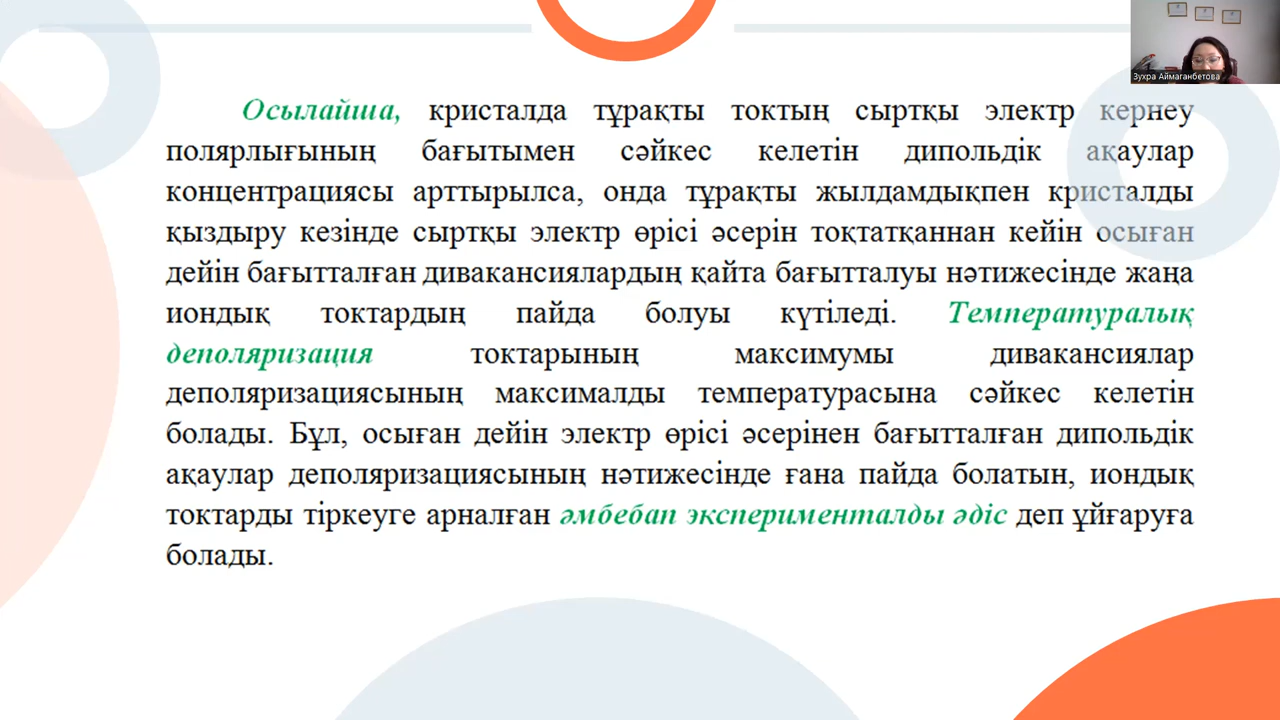 Зухра Аймаганбетова
Осылайша, кристалда тұрақты токтың сыртқы электр кернеу
полярлығының бағытымен сәйкес келетін дипольдік ақаулар
концентрациясы арттырылса, онда тұрақты жылдамдықпен кристалды
қыздыру кезінде сыртқы электр өрісі әсерін тоқтатқаннан кейін осыған
дейін бағытталған дивакансиялардың қайта бағытталуы нәтижесінде жаңа
иондық токтардың пайда болуы күтіледі. Температуралық
деполяризация токтарының максимумы дивакансиялар
деполяризациясының максималды температурасына сәйкес келетін
болады. Бұл, осыған дейін электр өрісі әсерінен бағытталған дипольдік
ақаулар деполяризациясының нәтижесінде ғана пайда болатын, иондық
токтарды тіркеуге арналған әмбебап эксперименталды әдіс деп ұйғаруға
болады.